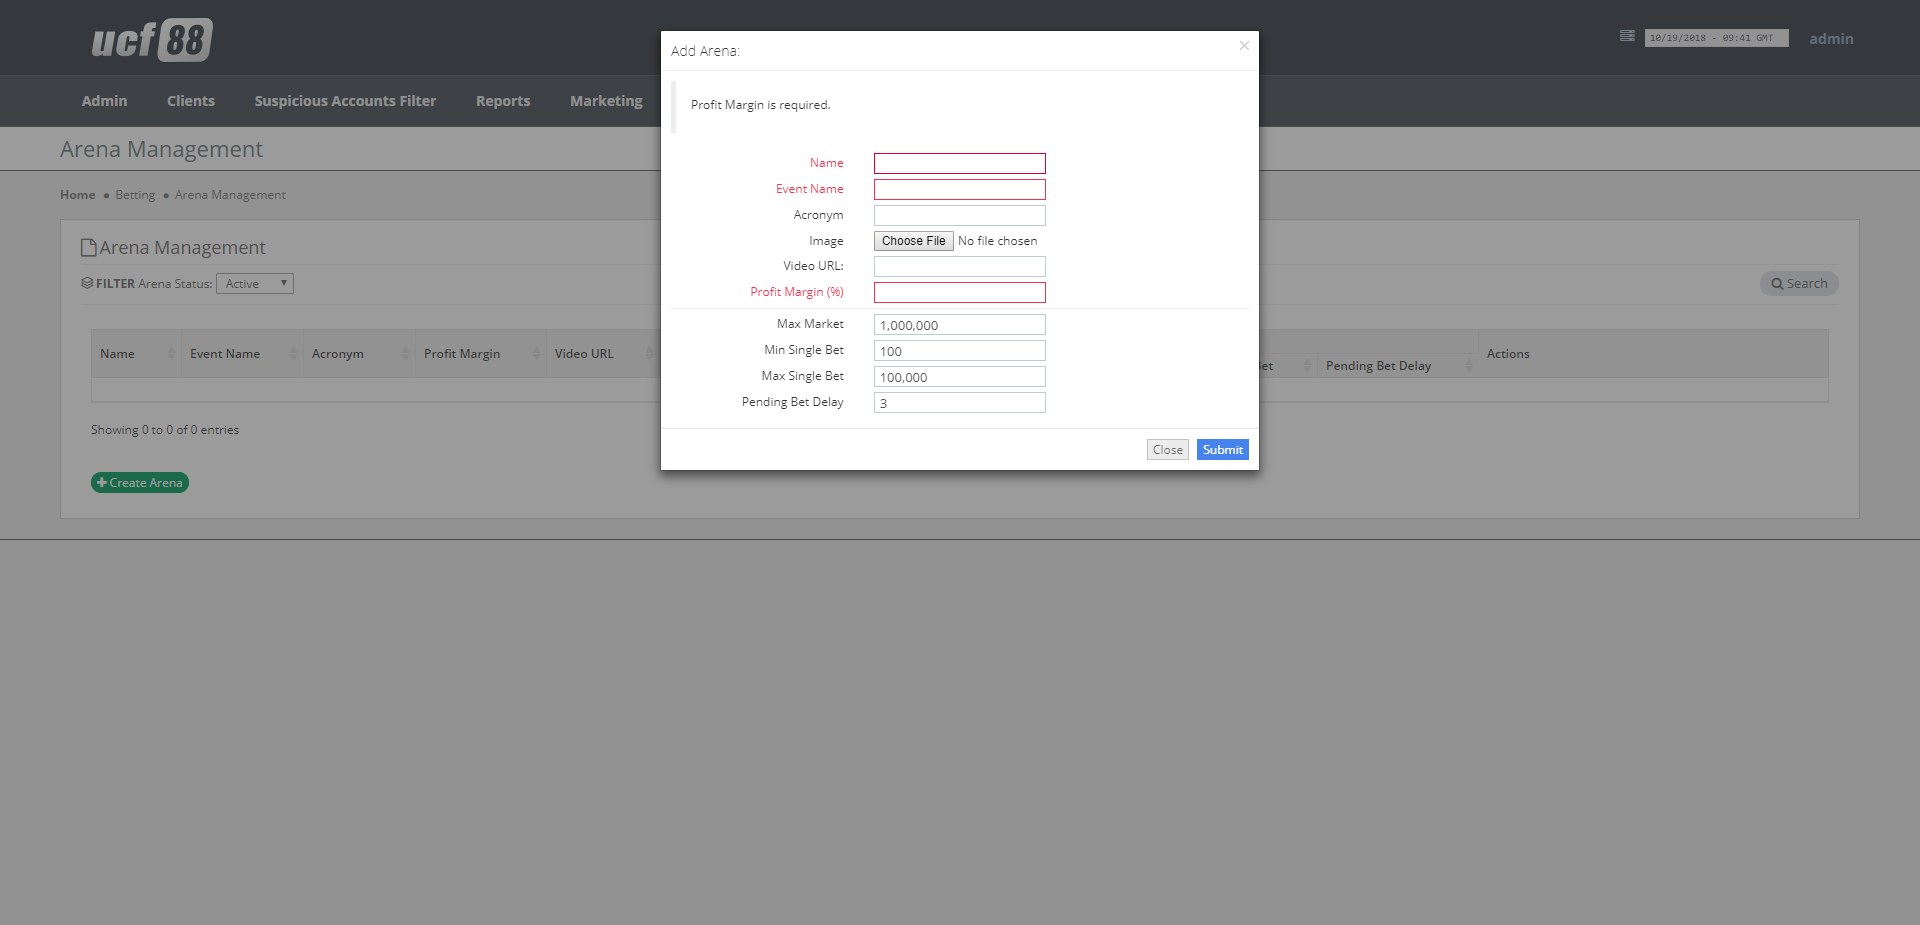 ucf 88
10/19/2018 - 09:41 GMT
admin
Admin Clients Suspicious Accounts Filter Reports Marketing
Arena Management
Home • Betting • Arena Management
Arena Management
FILTER Arena Status: Active
Search
Name Event Name Acronym Profit Margin Video URL
Bet Pending Bet Delay Actions
Showing 0 to 0 of 0 entries
Create Arena
Add Arena:
×
Profit Margin is required.
Name
Event Name
Acronym
Image Choose File No file chosen
Video URL:
Profit Margin (%)
Max Market 1,000,000
Min Single Bet 100
Max Single Bet 100,000
Pending Bet Delay 3
Close Submit